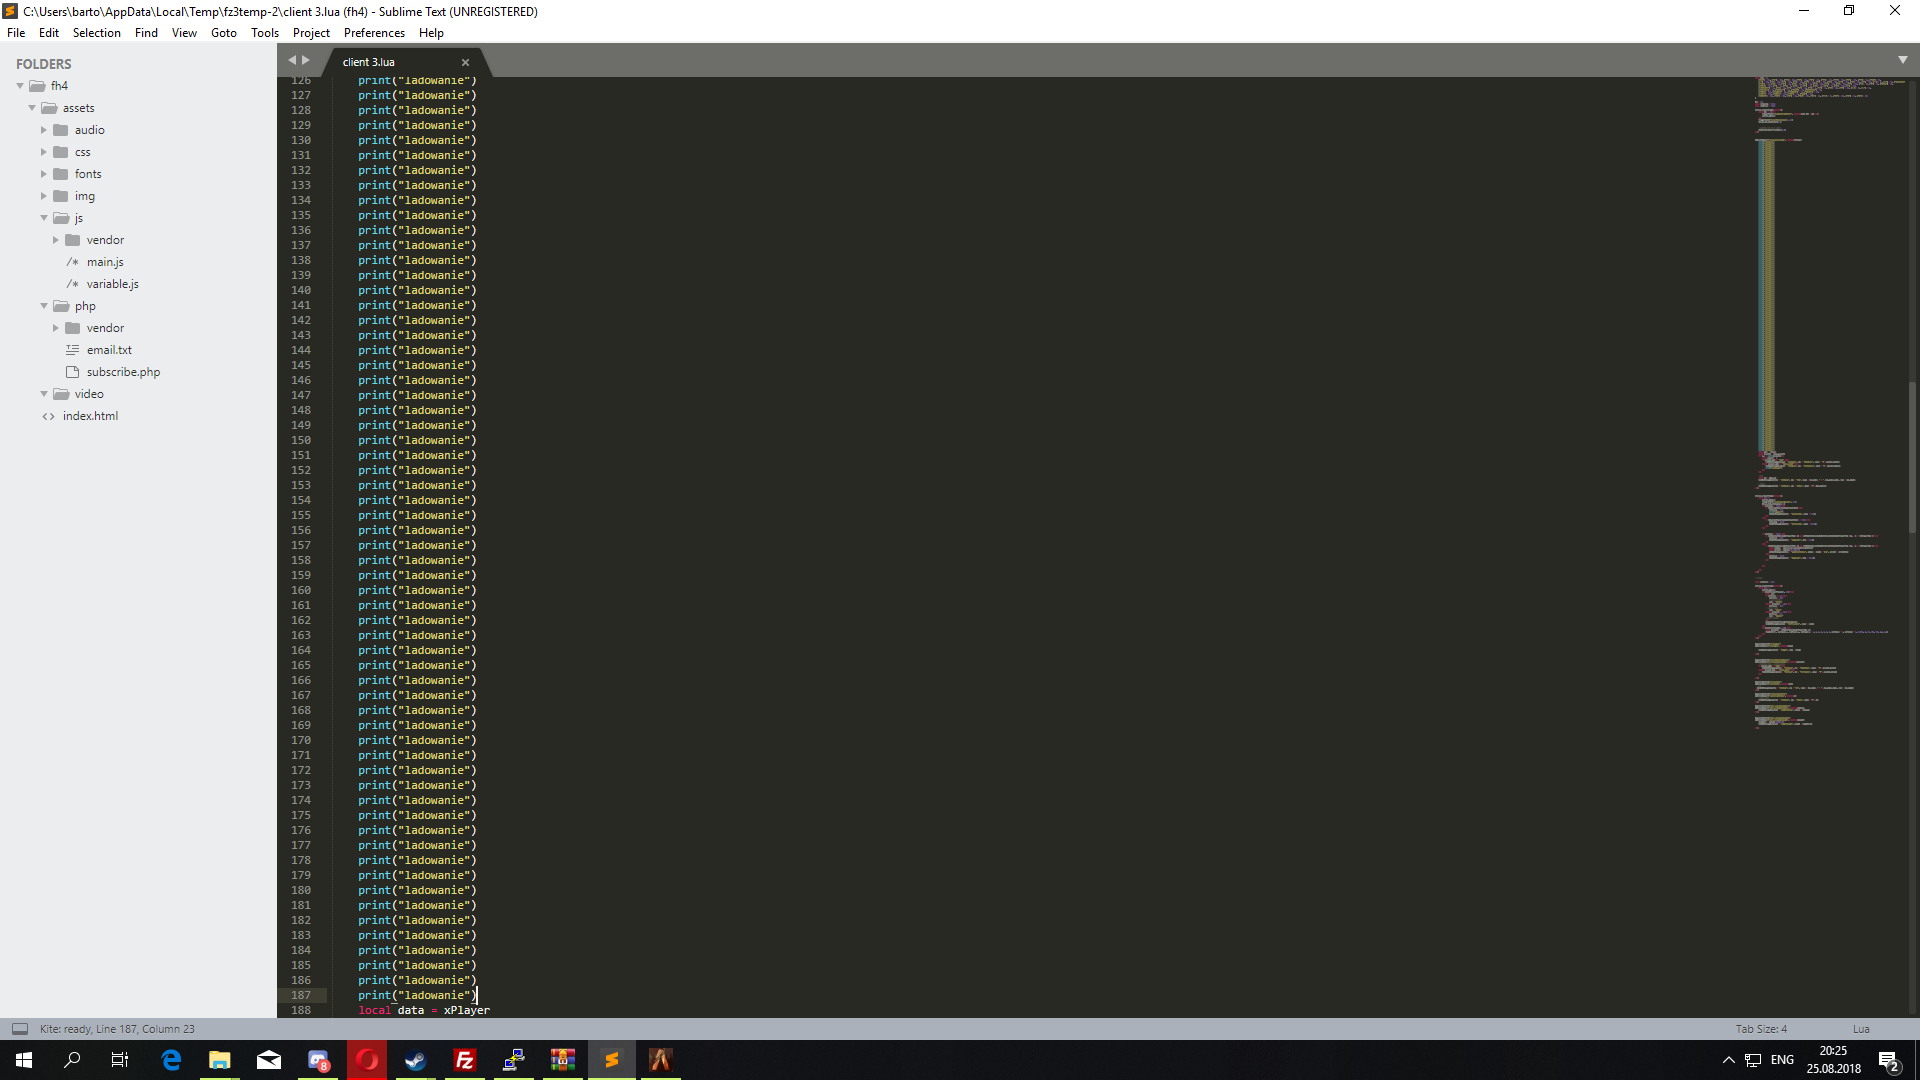 C:\Users\barto\AppData\Local\Temp\fz3temp-2\client 3.lua (fh4) - Sublime Text (UNREGISTERED)
File Edit Selection Find View Goto Tools Project Preferences Help
FOLDERS
fh4
assets
audio
css
fonts
img
js
vendor
main.js
variable.js
php
vendor
email.txt
subscribe.php
video
index.html
client 3.lua
126 print("ladowanie")
127 print("ladowanie")
128 print("ladowanie")
129 print("ladowanie")
130 print("ladowanie")
131 print("ladowanie")
132 print("ladowanie")
133 print("ladowanie")
134 print("ladowanie")
135 print("ladowanie")
136 print("ladowanie")
137 print("ladowanie")
138 print("ladowanie")
139 print("ladowanie")
140 print("ladowanie")
141 print("ladowanie")
142 print("ladowanie")
143 print("ladowanie")
144 print("ladowanie")
145 print("ladowanie")
146 print("ladowanie")
147 print("ladowanie")
148 print("ladowanie")
149 print("ladowanie")
150 print("ladowanie")
151 print("ladowanie")
152 print("ladowanie")
153 print("ladowanie")
154 print("ladowanie")
155 print("ladowanie")
156 print("ladowanie")
157 print("ladowanie")
158 print("ladowanie")
159 print("ladowanie")
160 print("ladowanie")
161 print("ladowanie")
162 print("ladowanie")
163 print("ladowanie")
164 print("ladowanie")
165 print("ladowanie")
166 print("ladowanie")
167 print("ladowanie")
168 print("ladowanie")
169 print("ladowanie")
170 print("ladowanie")
171 print("ladowanie")
172 print("ladowanie")
173 print("ladowanie")
174 print("ladowanie")
175 print("ladowanie")
176 print("ladowanie")
177 print("ladowanie")
178 print("ladowanie")
179 print("ladowanie")
180 print("ladowanie")
181 print("ladowanie")
182 print("ladowanie")
183 print("ladowanie")
184 print("ladowanie")
185 print("ladowanie")
186 print("ladowanie")
187 print("ladowanie")
188 local data = xPlayer
Kite: ready, Line 187, Column 23
Tab Size: 4
Lua
8
ENG
20:25
25.08.2018
2